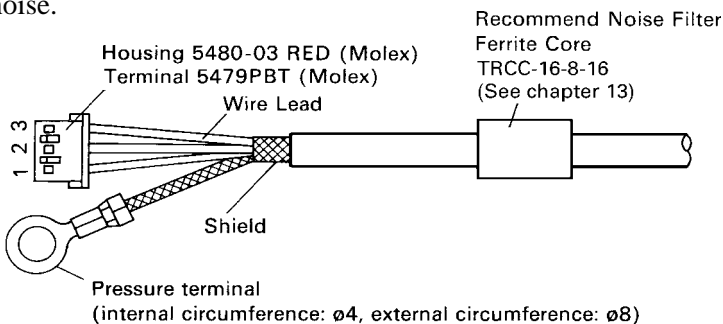 noise.
Recommend Noise Filter
Ferrite Core
TRCC-16-8-16
(See chapter 13)
Housing 5480-03 RED (Molex)
Terminal 5479PBT (Molex)
Wire Lead
1 2 3
Shield
Pressure terminal
(internal circumference: ø4, external circumference: ø8)